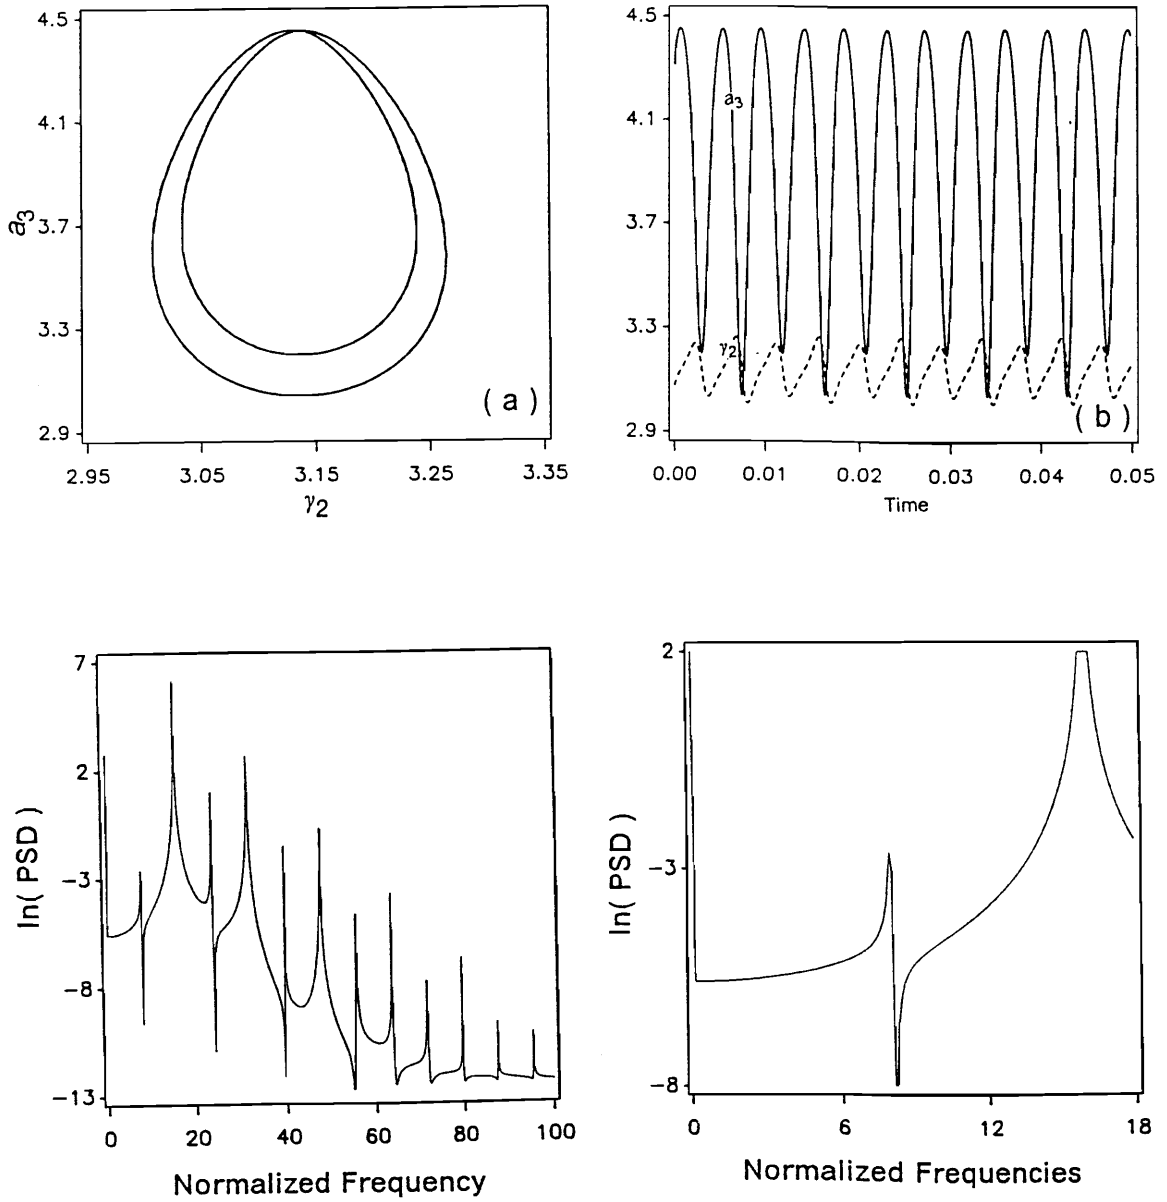 4.5
4.1
3.7
3.3
2.9
a₃
( a )
2.95 3.05 3.15 3.25 3.35
γ₂
4.5
4.1
3.7
3.3
2.9
a₃
γ₂
( b )
0.00 0.01 0.02 0.03 0.04 0.05
Time
7
2
−3
−8
−13
ln( PSD )
0 20 40 60 80 100
Normalized Frequency
2
−3
−8
ln( PSD )
0 6 12 18
Normalized Frequencies